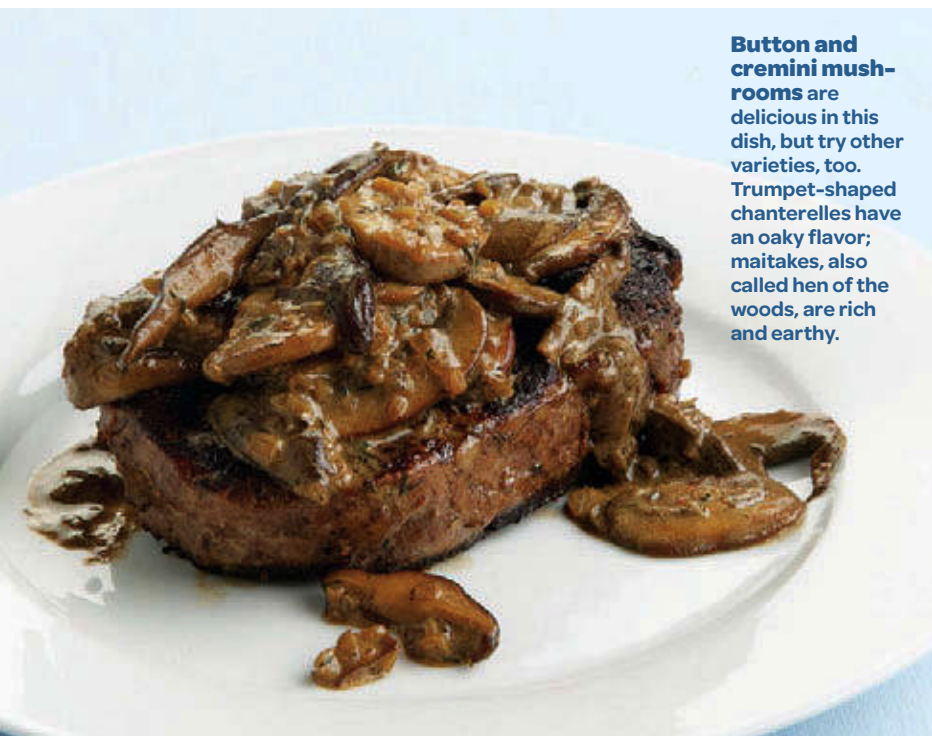 Button and
cremini mush-
rooms are
delicious in this
dish, but try other
varieties, too.
Trumpet-shaped
chanterelles have
an oaky flavor;
maitakes, also
called hen of the
woods, are rich
and earthy.